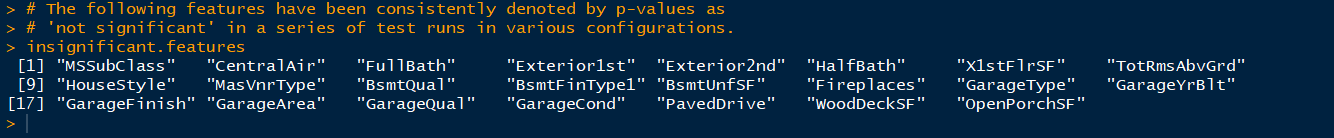 > # The following features have been consistently denoted by p-values as
> # 'not significant' in a series of test runs in various configurations.
> insignificant.features
 [1] "MSSubClass"   "CentralAir"   "FullBath"     "Exterior1st"  "Exterior2nd"  "HalfBath"     "X1stFlrSF"    "TotRmsAbvGrd"
 [9] "HouseStyle"   "MasVnrType"   "BsmtQual"     "BsmtFinType1" "BsmtUnfSF"    "Fireplaces"   "GarageType"   "GarageYrBlt"
[17] "GarageFinish" "GarageArea"   "GarageQual"   "GarageCond"   "PavedDrive"   "WoodDeckSF"   "OpenPorchSF"
>